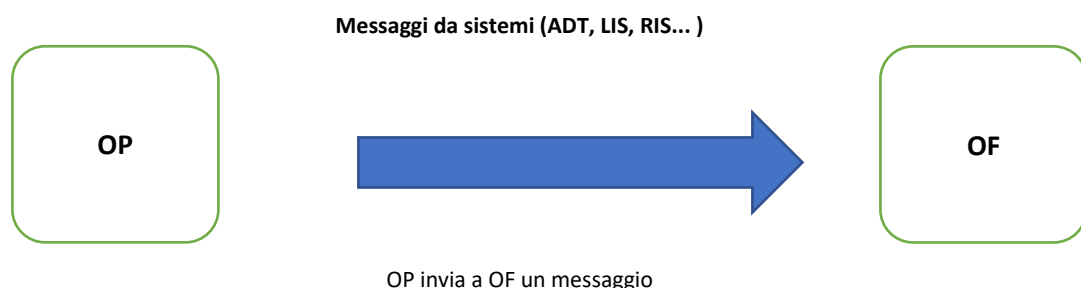 Messaggi da sistemi (ADT, LIS, RIS... )
OP
OF
OP invia a OF un messaggio